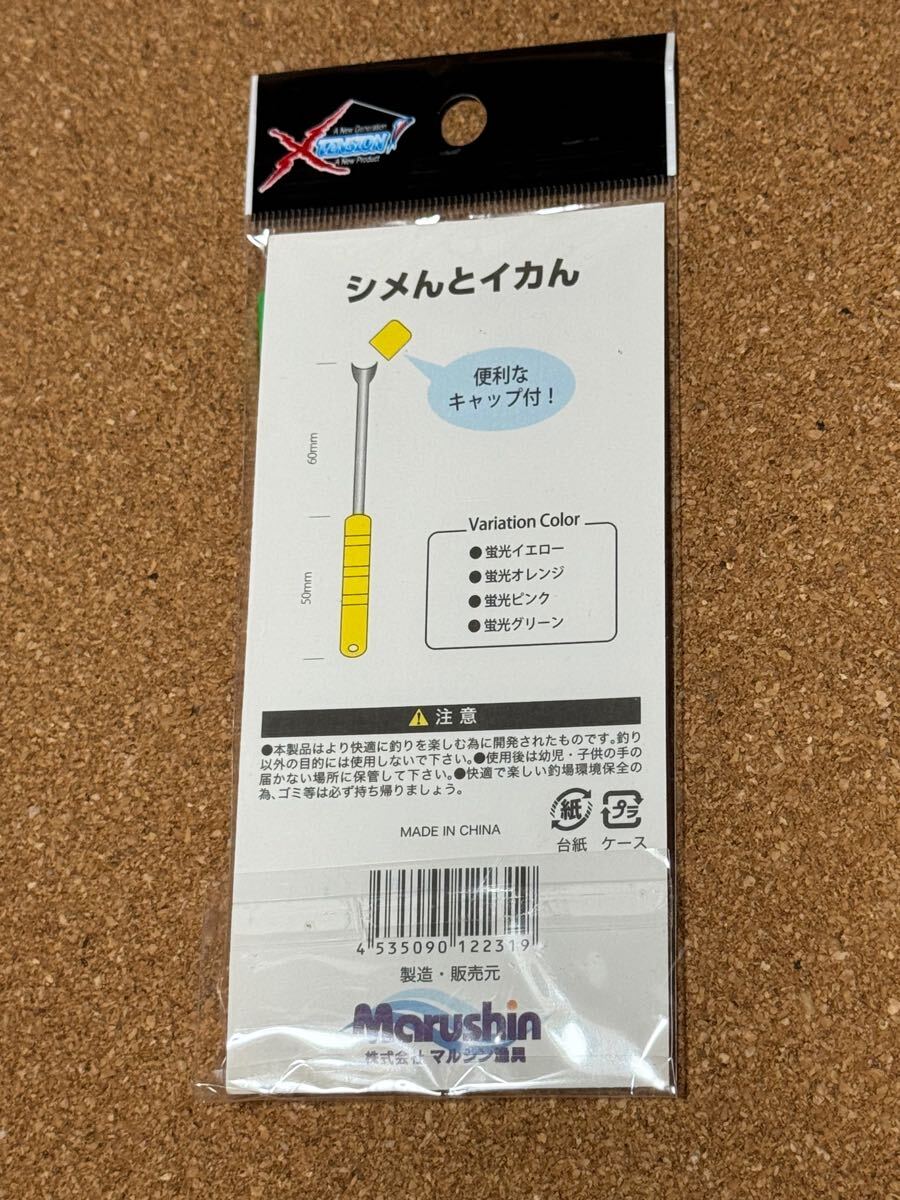 A New Generation
X TENSION
A New Product
シメんとイカん
便利な
キャップ付！
60mm
50mm
Variation Color
●蛍光イエロー
●蛍光オレンジ
●蛍光ピンク
●蛍光グリーン
注意
●本製品はより快適に釣りを楽しむ為に開発されたものです。釣り
以外の目的には使用しないで下さい。●使用後は幼児・子供の手の
届かない場所に保管して下さい。●快適で楽しい釣場環境保全の
為、ゴミ等は必ず持ち帰りましょう。
紙 プラ
台紙 ケース
MADE IN CHINA
4 535090 122319
製造・販売元
Marushin
株式会社 マルシン漁具